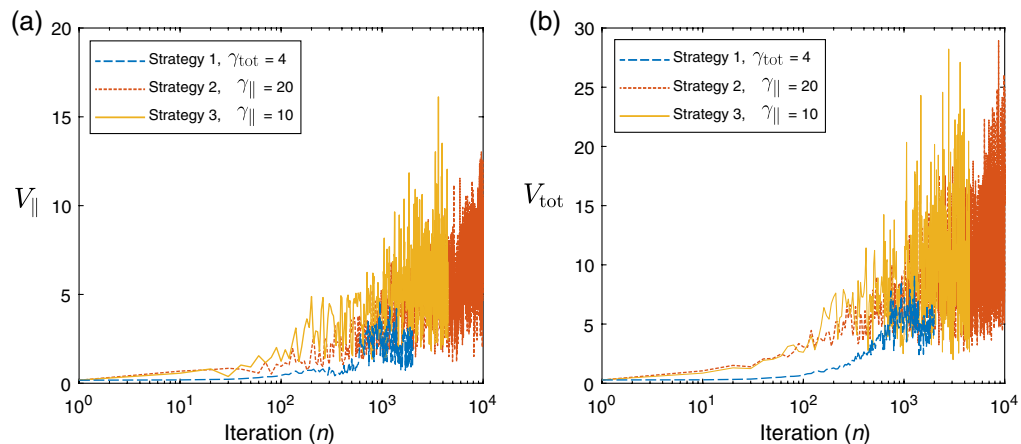 (a)
20
15
10
5
0
V∥
Strategy 1, γtot = 4
Strategy 2, γ∥ = 20
Strategy 3, γ∥ = 10
10^0 10^1 10^2 10^3 10^4
Iteration (n)
(b)
30
25
20
15
10
5
0
Vtot
Strategy 1, γtot = 4
Strategy 2, γ∥ = 20
Strategy 3, γ∥ = 10
10^0 10^1 10^2 10^3 10^4
Iteration (n)